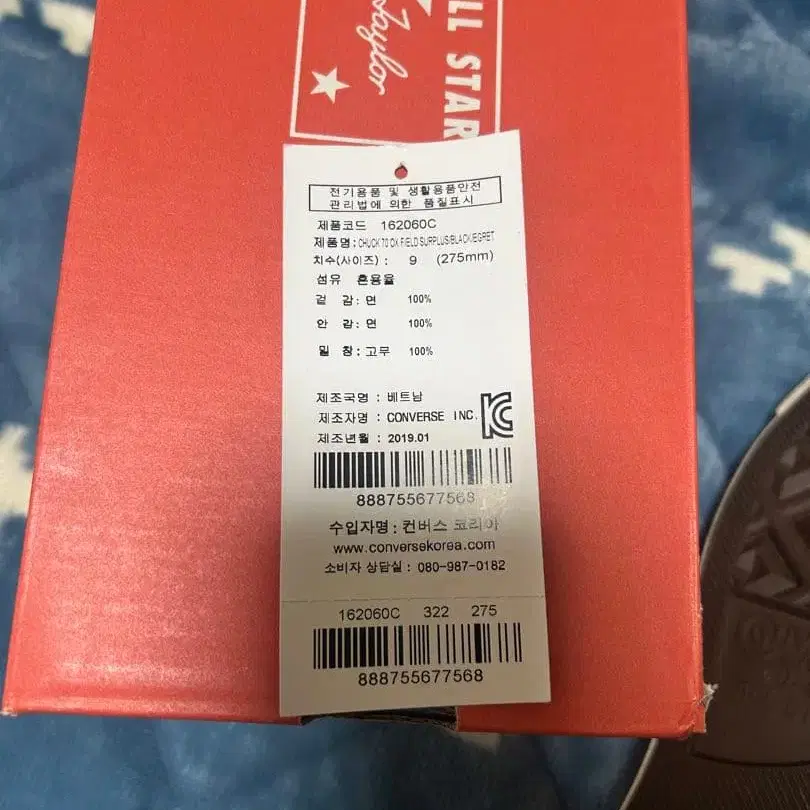 ALL STAR
Taylor
전기용품 및 생활용품안전
관리법에 의한 품질표시
제품코드 162060C
제품명: CHUCK 70 OX FIELD SURPLUS/BLACK/EGRET
치수(사이즈) : 9 (275mm)
섬유 혼용율
겉 감 : 면 100%
안 감 : 면 100%
밑 창 : 고무 100%
제조국명 : 베트남
제조자명 : CONVERSE INC.
제조년월 : 2019.01
888755677568
수입자명 : 컨버스 코리아
www.conversekorea.com
소비자 상담실 : 080-987-0182
162060C 322 275
888755677568